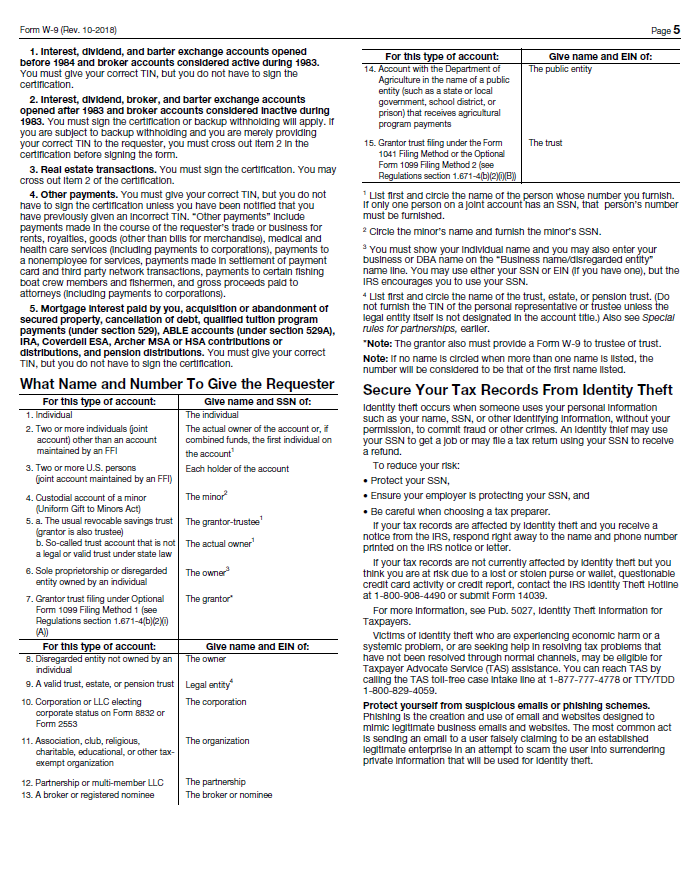 Form W-9 (Rev. 10-2018)
Page 5
1. Interest, dividend, and barter exchange accounts opened
before 1984 and broker accounts considered active during 1983.
You must give your correct TIN, but you do not have to sign the
certification.
2. Interest, dividend, broker, and barter exchange accounts
opened after 1983 and broker accounts considered inactive during
1983. You must sign the certification or backup withholding will apply. If
you are subject to backup withholding and you are merely providing
your correct TIN to the requester, you must cross out item 2 in the
certification before signing the form.
3. Real estate transactions. You must sign the certification. You may
cross out item 2 of the certification.
4. Other payments. You must give your correct TIN, but you do not
have to sign the certification unless you have been notified that you
have previously given an incorrect TIN. “Other payments” include
payments made in the course of the requester’s trade or business for
rents, royalties, goods (other than bills for merchandise), medical and
health care services (including payments to corporations), payments to
a nonemployee for services, payments made in settlement of payment
card and third party network transactions, payments to certain fishing
boat crew members and fishermen, and gross proceeds paid to
attorneys (including payments to corporations).
5. Mortgage interest paid by you, acquisition or abandonment of
secured property, cancellation of debt, qualified tuition program
payments (under section 529), ABLE accounts (under section 529A),
IRA, Coverdell ESA, Archer MSA or HSA contributions or
distributions, and pension distributions. You must give your correct
TIN, but you do not have to sign the certification.
What Name and Number To Give the Requester
For this type of account: Give name and SSN of:
1. Individual The individual
2. Two or more individuals (joint The actual owner of the account or, if
account) other than an account combined funds, the first individual on
maintained by an FFI the account¹
3. Two or more U.S. persons Each holder of the account
(joint account maintained by an FFI)
4. Custodial account of a minor The minor²
(Uniform Gift to Minors Act)
5. a. The usual revocable savings trust The grantor-trustee¹
(grantor is also trustee)
b. So-called trust account that is not The actual owner¹
a legal or valid trust under state law
6. Sole proprietorship or disregarded The owner³
entity owned by an individual
7. Grantor trust filing under Optional The grantor*
Form 1099 Filing Method 1 (see
Regulations section 1.671-4(b)(2)(i)
(A))
For this type of account: Give name and EIN of:
8. Disregarded entity not owned by an The owner
individual
9. A valid trust, estate, or pension trust Legal entity⁴
10. Corporation or LLC electing The corporation
corporate status on Form 8832 or
Form 2553
11. Association, club, religious, The organization
charitable, educational, or other tax-
exempt organization
12. Partnership or multi-member LLC The partnership
13. A broker or registered nominee The broker or nominee
For this type of account: Give name and EIN of:
14. Account with the Department of The public entity
Agriculture in the name of a public
entity (such as a state or local
government, school district, or
prison) that receives agricultural
program payments
15. Grantor trust filing under the Form The trust
1041 Filing Method or the Optional
Form 1099 Filing Method 2 (see
Regulations section 1.671-4(b)(2)(i)(B))
¹ List first and circle the name of the person whose number you furnish.
If only one person on a joint account has an SSN, that person’s number
must be furnished.
² Circle the minor’s name and furnish the minor’s SSN.
³ You must show your individual name and you may also enter your
business or DBA name on the “Business name/disregarded entity”
name line. You may use either your SSN or EIN (if you have one), but the
IRS encourages you to use your SSN.
⁴ List first and circle the name of the trust, estate, or pension trust. (Do
not furnish the TIN of the personal representative or trustee unless the
legal entity itself is not designated in the account title.) Also see Special
rules for partnerships, earlier.
*Note: The grantor also must provide a Form W-9 to trustee of trust.
Note: If no name is circled when more than one name is listed, the
number will be considered to be that of the first name listed.
Secure Your Tax Records From Identity Theft
Identity theft occurs when someone uses your personal information
such as your name, SSN, or other identifying information, without your
permission, to commit fraud or other crimes. An identity thief may use
your SSN to get a job or may file a tax return using your SSN to receive
a refund.
To reduce your risk:
• Protect your SSN,
• Ensure your employer is protecting your SSN, and
• Be careful when choosing a tax preparer.
If your tax records are affected by identity theft and you receive a
notice from the IRS, respond right away to the name and phone number
printed on the IRS notice or letter.
If your tax records are not currently affected by identity theft but you
think you are at risk due to a lost or stolen purse or wallet, questionable
credit card activity or credit report, contact the IRS Identity Theft Hotline
at 1-800-908-4490 or submit Form 14039.
For more information, see Pub. 5027, Identity Theft Information for
Taxpayers.
Victims of identity theft who are experiencing economic harm or a
systemic problem, or are seeking help in resolving tax problems that
have not been resolved through normal channels, may be eligible for
Taxpayer Advocate Service (TAS) assistance. You can reach TAS by
calling the TAS toll-free case intake line at 1-877-777-4778 or TTY/TDD
1-800-829-4059.
Protect yourself from suspicious emails or phishing schemes.
Phishing is the creation and use of email and websites designed to
mimic legitimate business emails and websites. The most common act
is sending an email to a user falsely claiming to be an established
legitimate enterprise in an attempt to scam the user into surrendering
private information that will be used for identity theft.